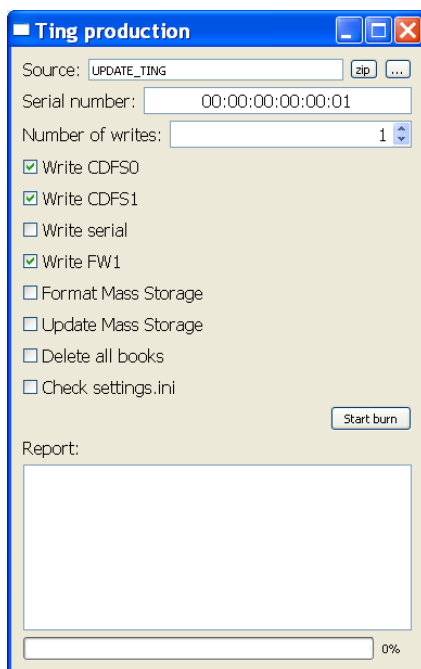 Ting production
Source: UPDATE_TING zip ...
Serial number: 00:00:00:00:00:01
Number of writes: 1
Write CDFS0
Write CDFS1
Write serial
Write FW1
Format Mass Storage
Update Mass Storage
Delete all books
Check settings.ini
Start burn
Report:
0%